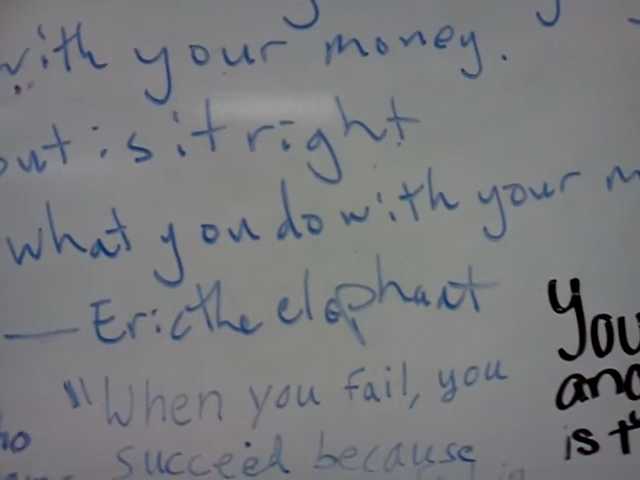 with your money.
but is it right
what you do with your
— Eric the elephant
"When you fail, you
succeed because
You
and
is